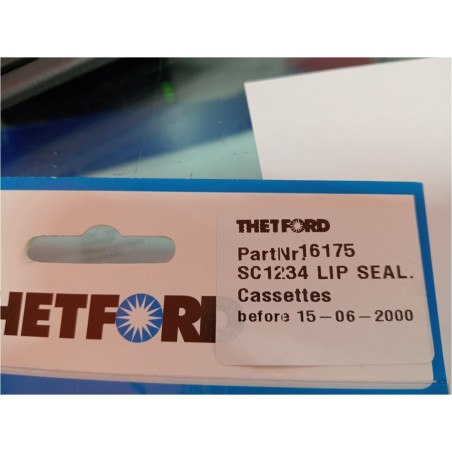 THETFORD
PartNr16175
SC1234 LIP SEAL.
Cassettes
before 15-06-2000
HETFORD